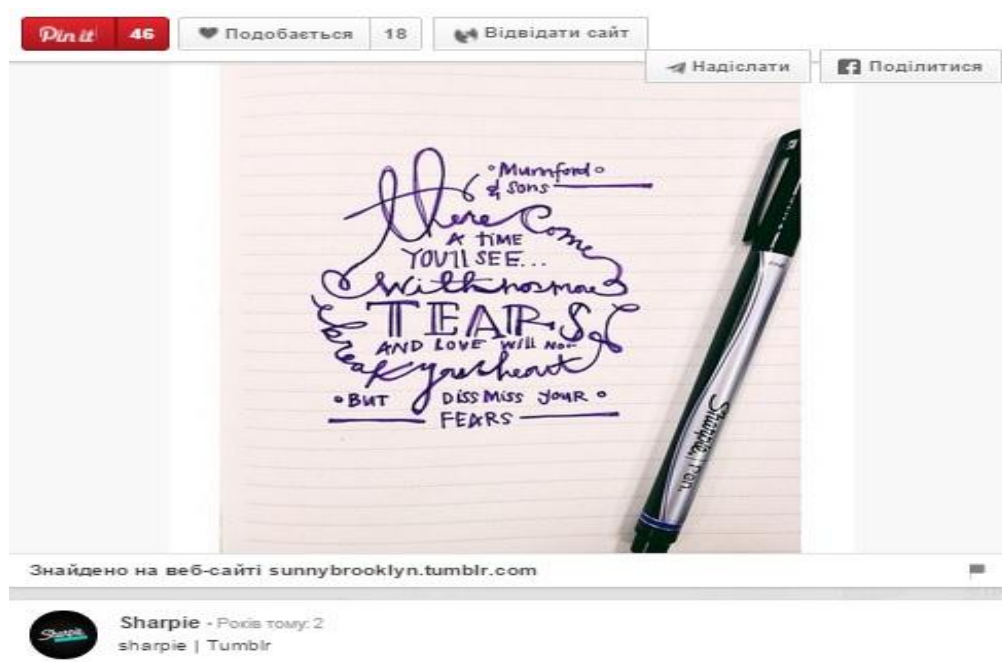 Pin it 46 Подобається 18 Відвідати сайт
Надіслати Поділитися
Mumford
& Sons
there Come
A TIME
YOU'll SEE...
With no more
TEARS
AND LOVE Will NOT
break your heart
BUT DissMiss YOUR
FEARS
Sharpie Pen.
Знайдено на веб-сайті sunnybrooklyn.tumblr.com
Sharpie
Sharpie - Років тому: 2
sharpie | Tumblr